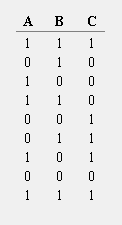 A B C
1 1 1
0 1 0
1 0 0
1 1 0
0 0 1
0 1 1
1 0 1
0 0 0
1 1 1